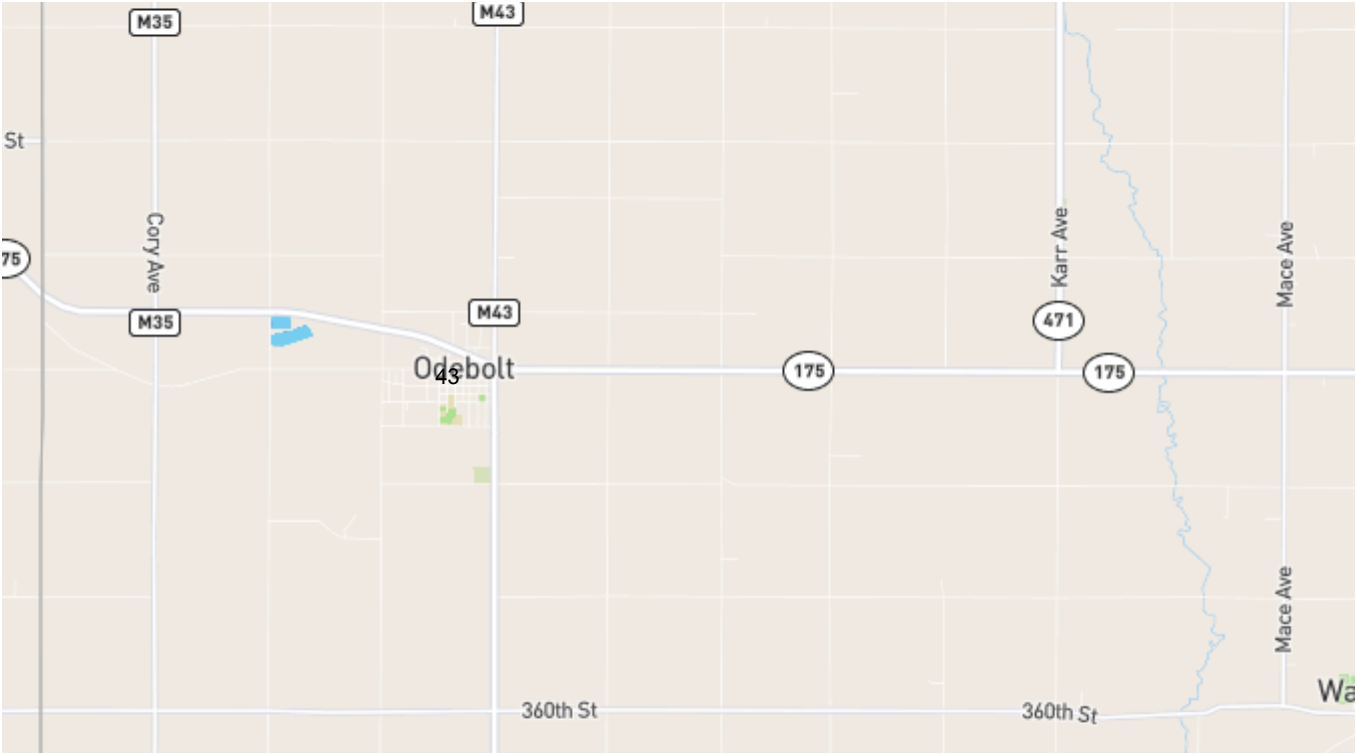 M35
M43
St
Cory Ave
Karr Ave
Mace Ave
75
M35
M43
471
Odebolt
43
175
175
Mace Ave
Wa
360th St
360th St